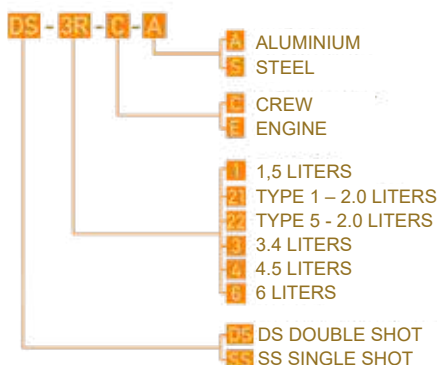 DS - 3R - C - A
A ALUMINIUM
S STEEL
C CREW
E ENGINE
1 1,5 LITERS
21 TYPE 1 – 2.0 LITERS
22 TYPE 5 - 2.0 LITERS
3 3.4 LITERS
4 4.5 LITERS
6 6 LITERS
DS DS DOUBLE SHOT
SS SS SINGLE SHOT